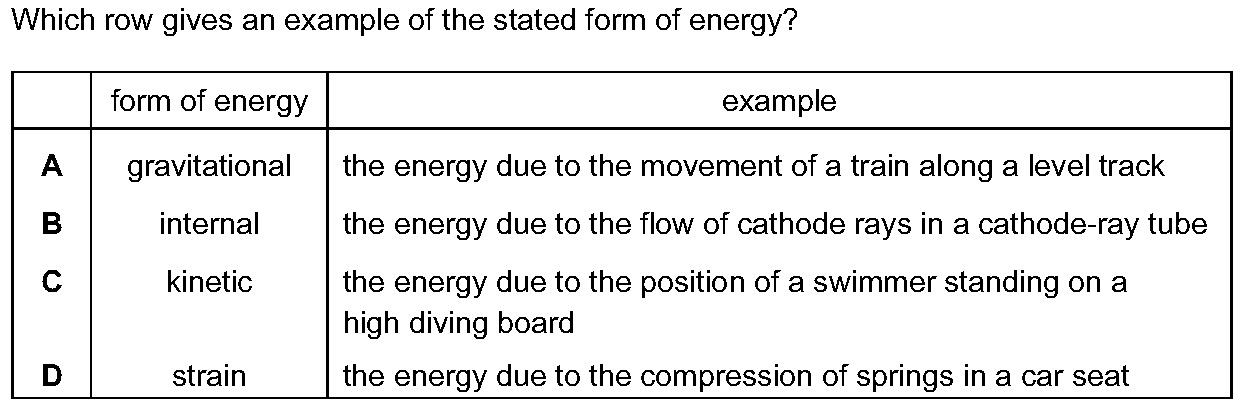 Which row gives an example of the stated form of energy?
form of energy example
A gravitational the energy due to the movement of a train along a level track
B internal the energy due to the flow of cathode rays in a cathode-ray tube
C kinetic the energy due to the position of a swimmer standing on a
high diving board
D strain the energy due to the compression of springs in a car seat